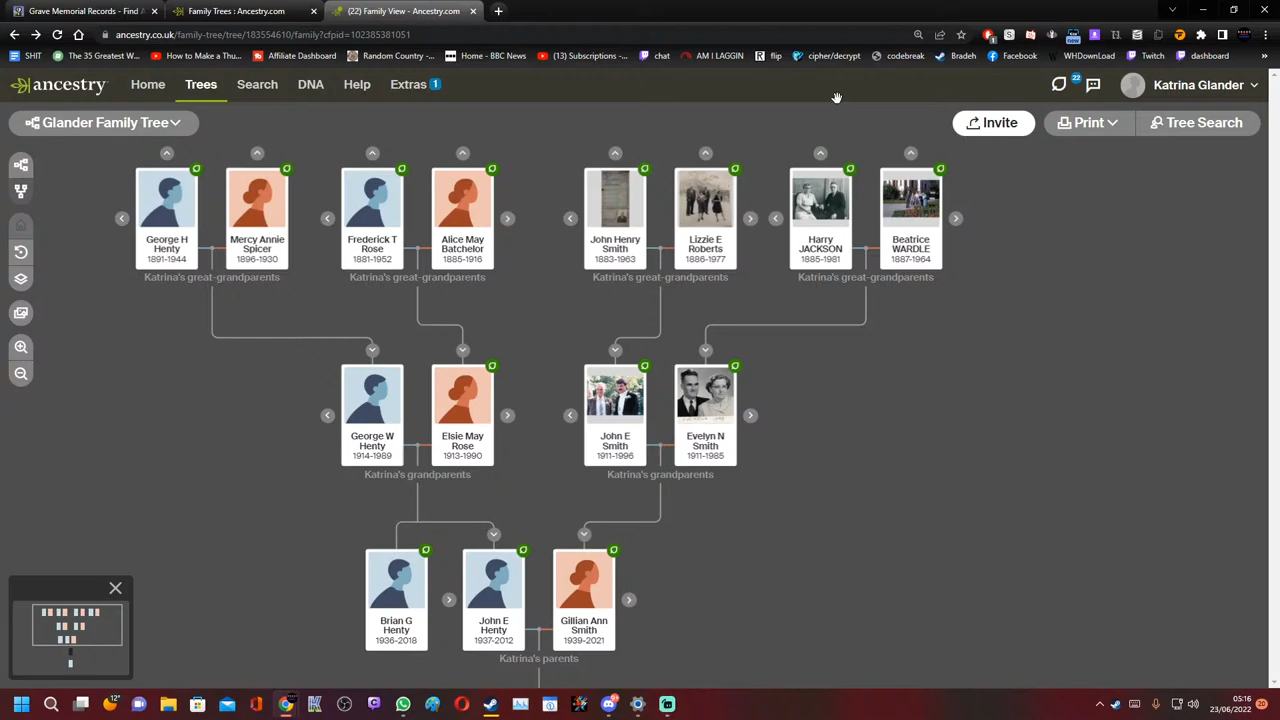 Grave Memorial Records - Find A
Family Trees : Ancestry.com
(22) Family View - Ancestry.com
ancestry.co.uk/family-tree/tree/183554610/family?cfpid=102385381051
SHIT
The 35 Greatest W...
How to Make a Thu...
Affiliate Dashboard
Random Country -...
Home - BBC News
(13) Subscriptions -...
chat
AM I LAGGIN
flip
cipher/decrypt
codebreak
Bradeh
Facebook
WHDownLoad
Twitch
dashboard
»
ancestry
Home
Trees
Search
DNA
Help
Extras 1
22
Katrina Glander
Glander Family Tree
Invite
Print
Tree Search
George H Henty
1891-1944
Mercy Annie Spicer
1896-1930
Katrina's great-grandparents
Frederick T Rose
1881-1952
Alice May Batchelor
1885-1916
Katrina's great-grandparents
John Henry Smith
1883-1963
Lizzie E Roberts
1886-1977
Katrina's great-grandparents
Harry JACKSON
1885-1981
Beatrice WARDLE
1887-1964
Katrina's great-grandparents
George W Henty
1914-1989
Elsie May Rose
1913-1990
Katrina's grandparents
John E Smith
1911-1996
Evelyn N Smith
1911-1985
Katrina's grandparents
Brian G Henty
1936-2018
John E Henty
1937-2012
Gillian Ann Smith
1939-2021
Katrina's parents
05:16
23/06/2022